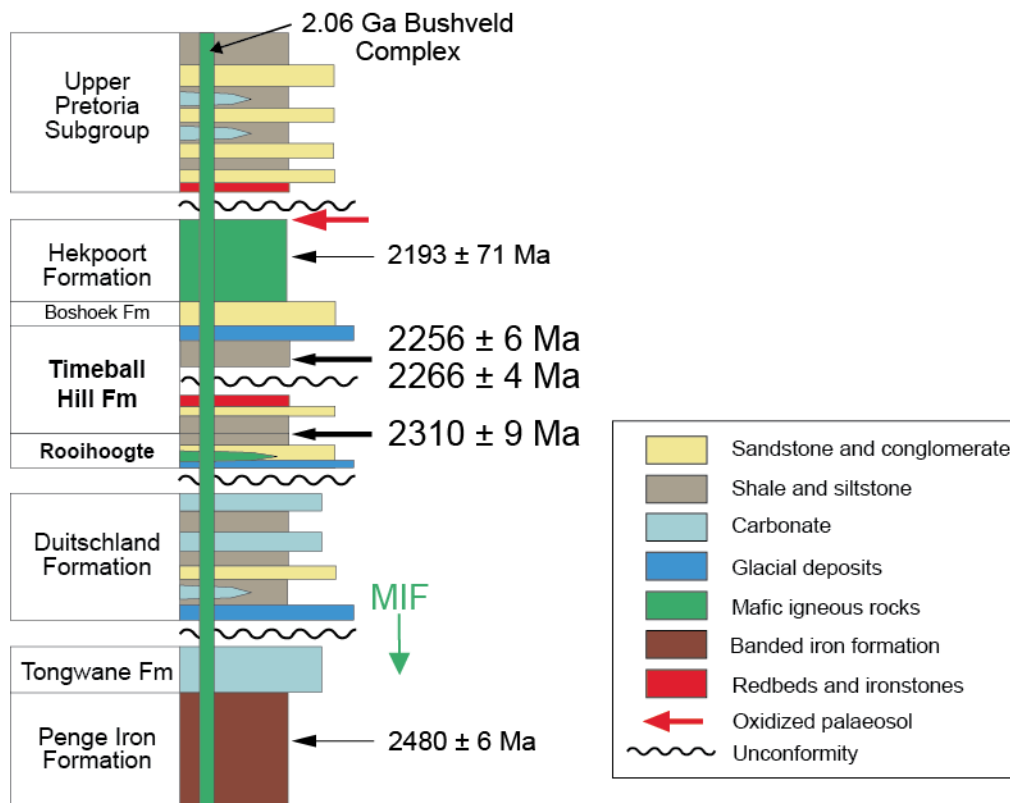 2.06 Ga Bushveld
Complex
Upper
Pretoria
Subgroup
Hekpoort
Formation
2193 ± 71 Ma
Boshoek Fm
2256 ± 6 Ma
Timeball
Hill Fm
2266 ± 4 Ma
2310 ± 9 Ma
Rooihoogte
Duitschland
Formation
MIF
Tongwane Fm
Penge Iron
Formation
2480 ± 6 Ma
Sandstone and conglomerate
Shale and siltstone
Carbonate
Glacial deposits
Mafic igneous rocks
Banded iron formation
Redbeds and ironstones
Oxidized palaeosol
Unconformity